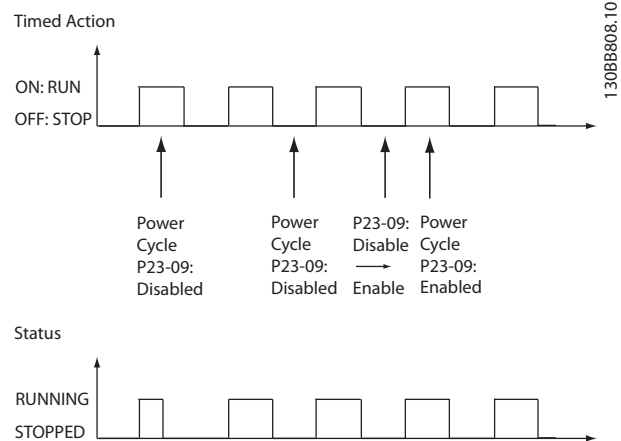 Timed Action
130BB808.10
ON: RUN
OFF: STOP
Power
Cycle
P23-09:
Disabled
Power
Cycle
P23-09:
Disabled
P23-09:
Disable
Enable
Power
Cycle
P23-09:
Enabled
Status
RUNNING
STOPPED